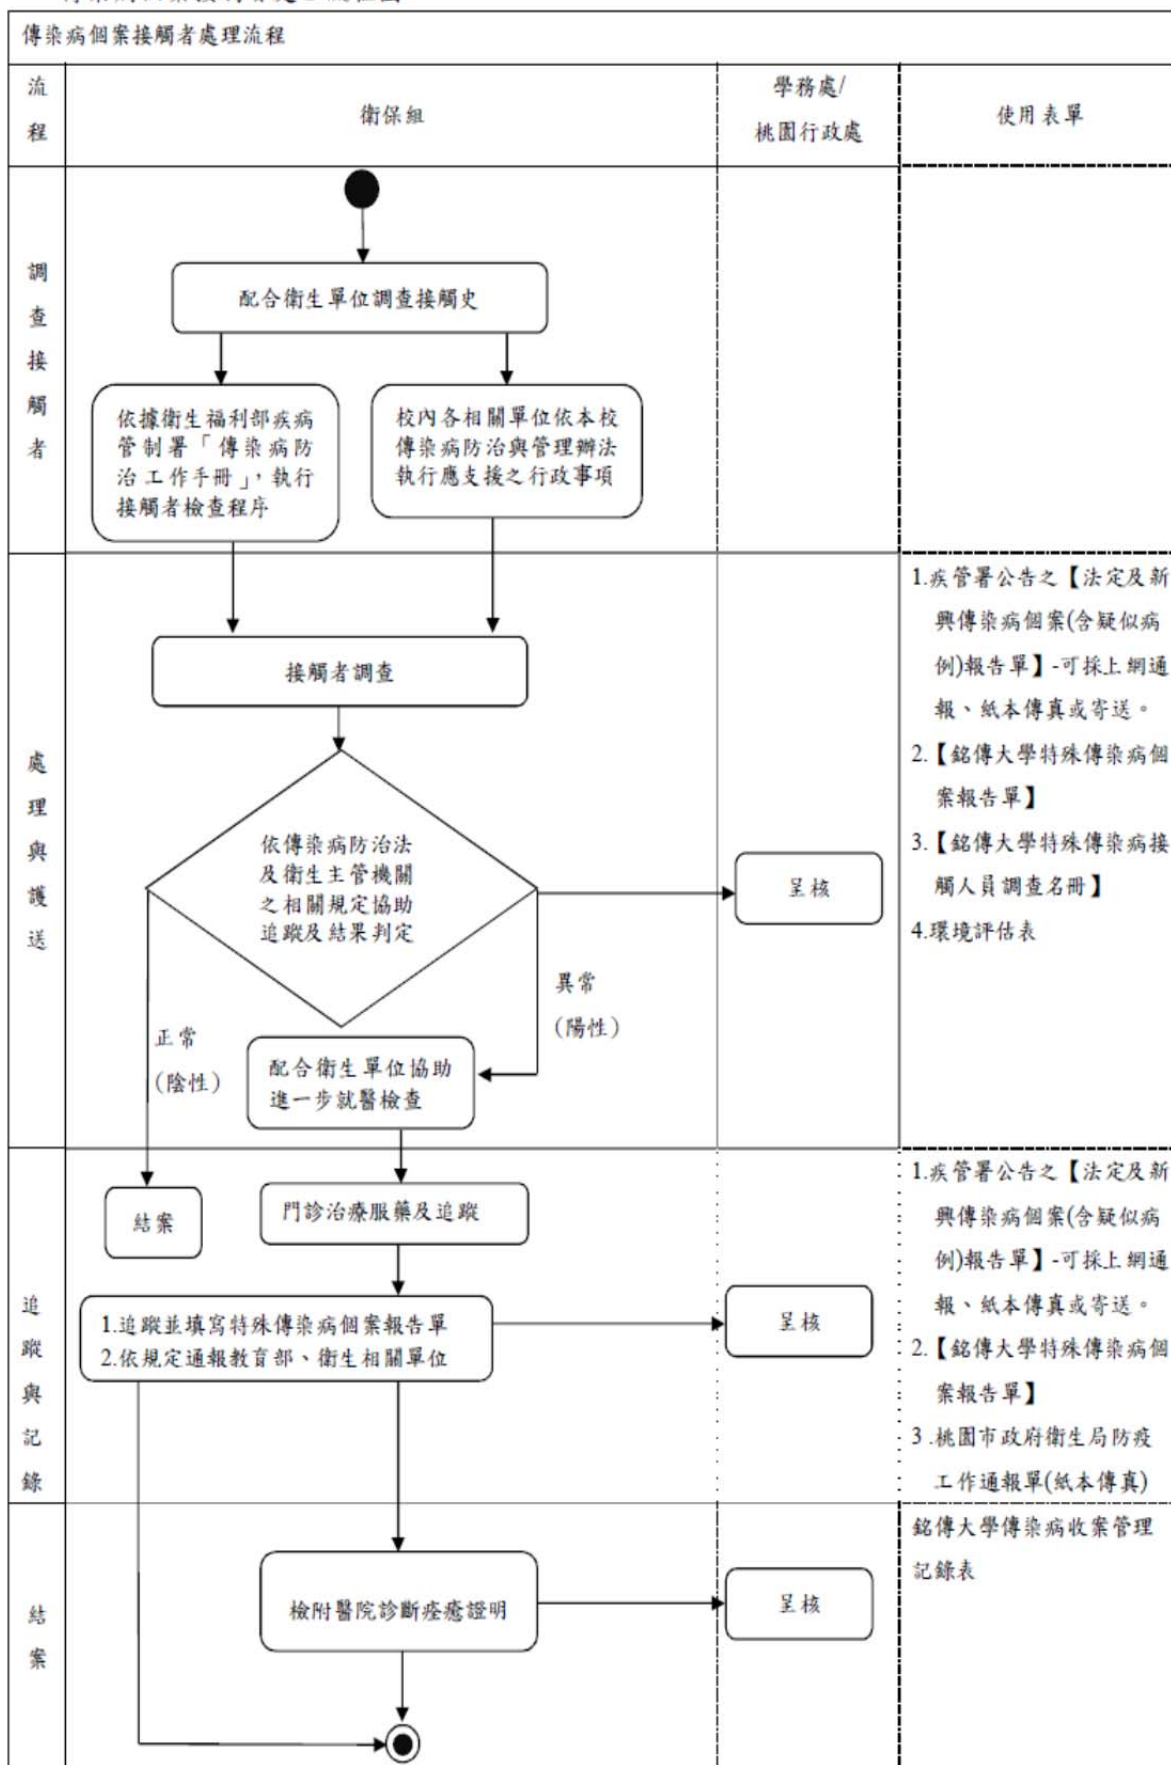 傳染病個案接觸者處理流程
流程
衛保組
學務處/
桃園行政處
使用表單
調查接觸者
配合衛生單位調查接觸史
依據衛生福利部疾病
管制署「傳染病防
治工作手冊」,執行
接觸者檢查程序
校內各相關單位依本校
傳染病防治與管理辦法
執行應支援之行政事項
處理與護送
接觸者調查
依傳染病防治法
及衛生主管機關
之相關規定協助
追蹤及結果判定
呈核
異常
(陽性)
正常
(陰性)
配合衛生單位協助
進一步就醫檢查
1.疾管署公告之【法定及新
興傳染病個案(含疑似病
例)報告單】-可採上網通
報、紙本傳真或寄送。
2.【銘傳大學特殊傳染病個
案報告單】
3.【銘傳大學特殊傳染病接
觸人員調查名冊】
4.環境評估表
追蹤與記錄
結案
門診治療服藥及追蹤
1.追蹤並填寫特殊傳染病個案報告單
2.依規定通報教育部、衛生相關單位
呈核
1.疾管署公告之【法定及新
興傳染病個案(含疑似病
例)報告單】-可採上網通
報、紙本傳真或寄送。
2.【銘傳大學特殊傳染病個
案報告單】
3.桃園市政府衛生局防疫
工作通報單(紙本傳真)
結案
檢附醫院診斷痊癒證明
呈核
銘傳大學傳染病收案管理
記錄表